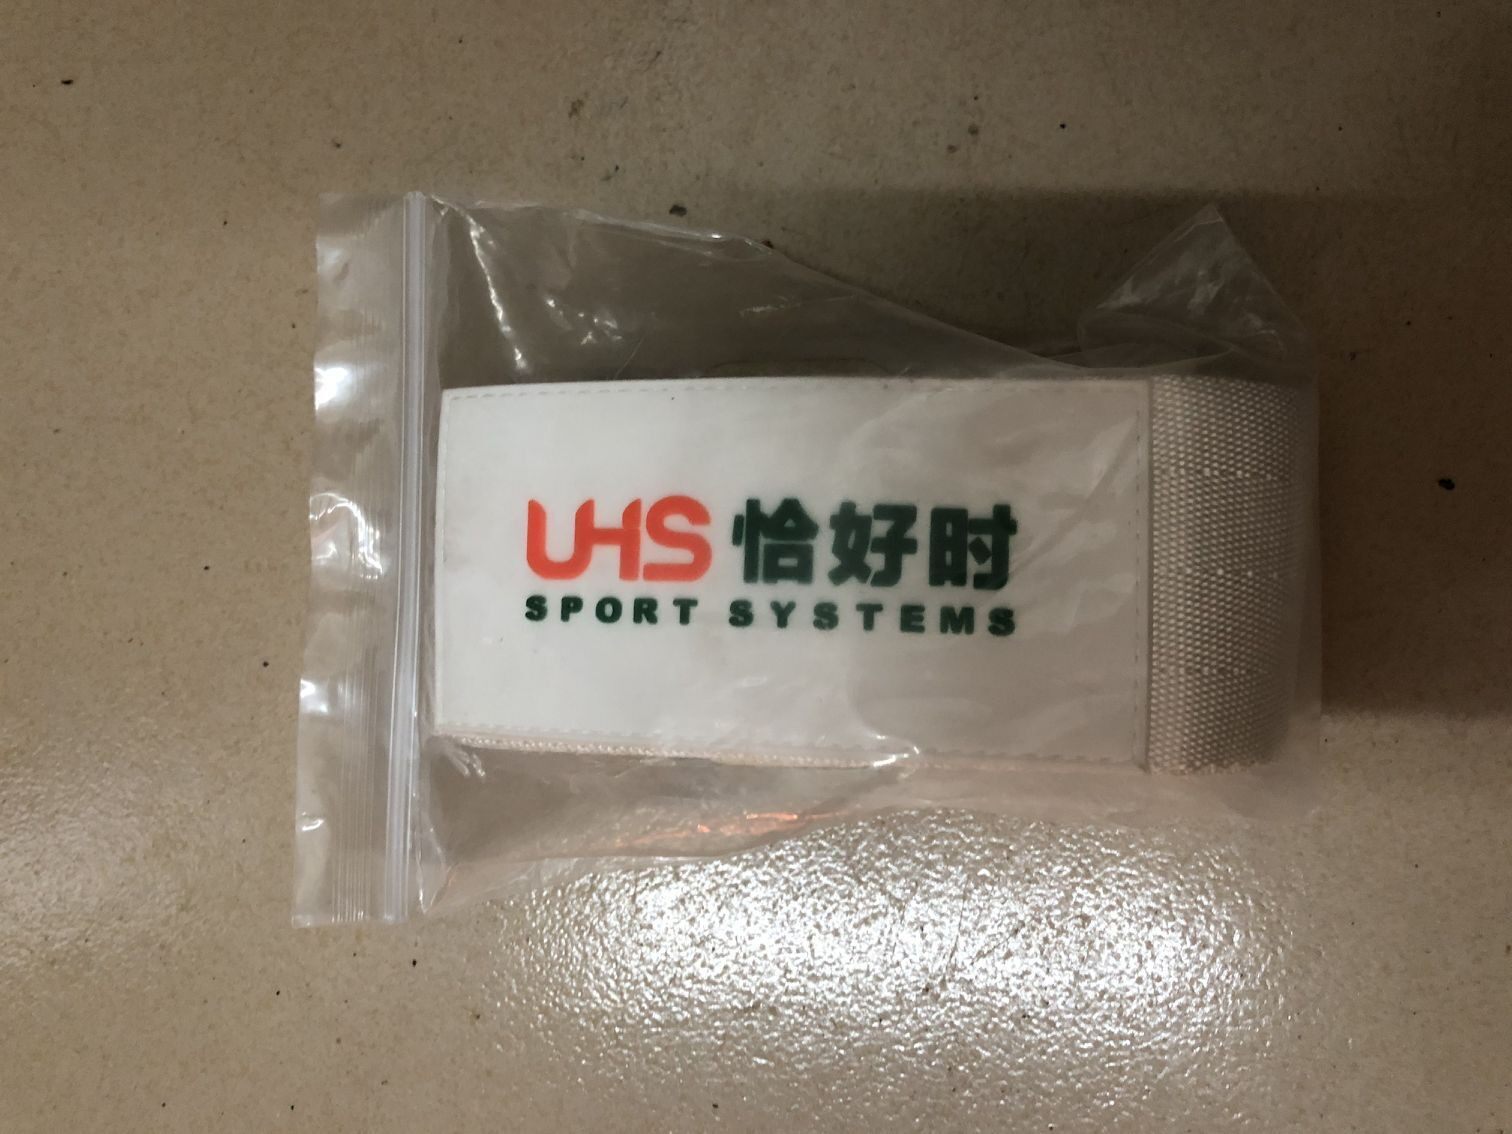 UHS 恰好时
SPORT SYSTEMS